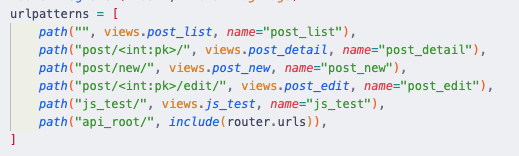 urlpatterns = [
    path("", views.post_list, name="post_list"),
    path("post/<int:pk>/", views.post_detail, name="post_detail"),
    path("post/new/", views.post_new, name="post_new"),
    path("post/<int:pk>/edit/", views.post_edit, name="post_edit"),
    path("js_test/", views.js_test, name="js_test"),
    path("api_root/", include(router.urls)),
]